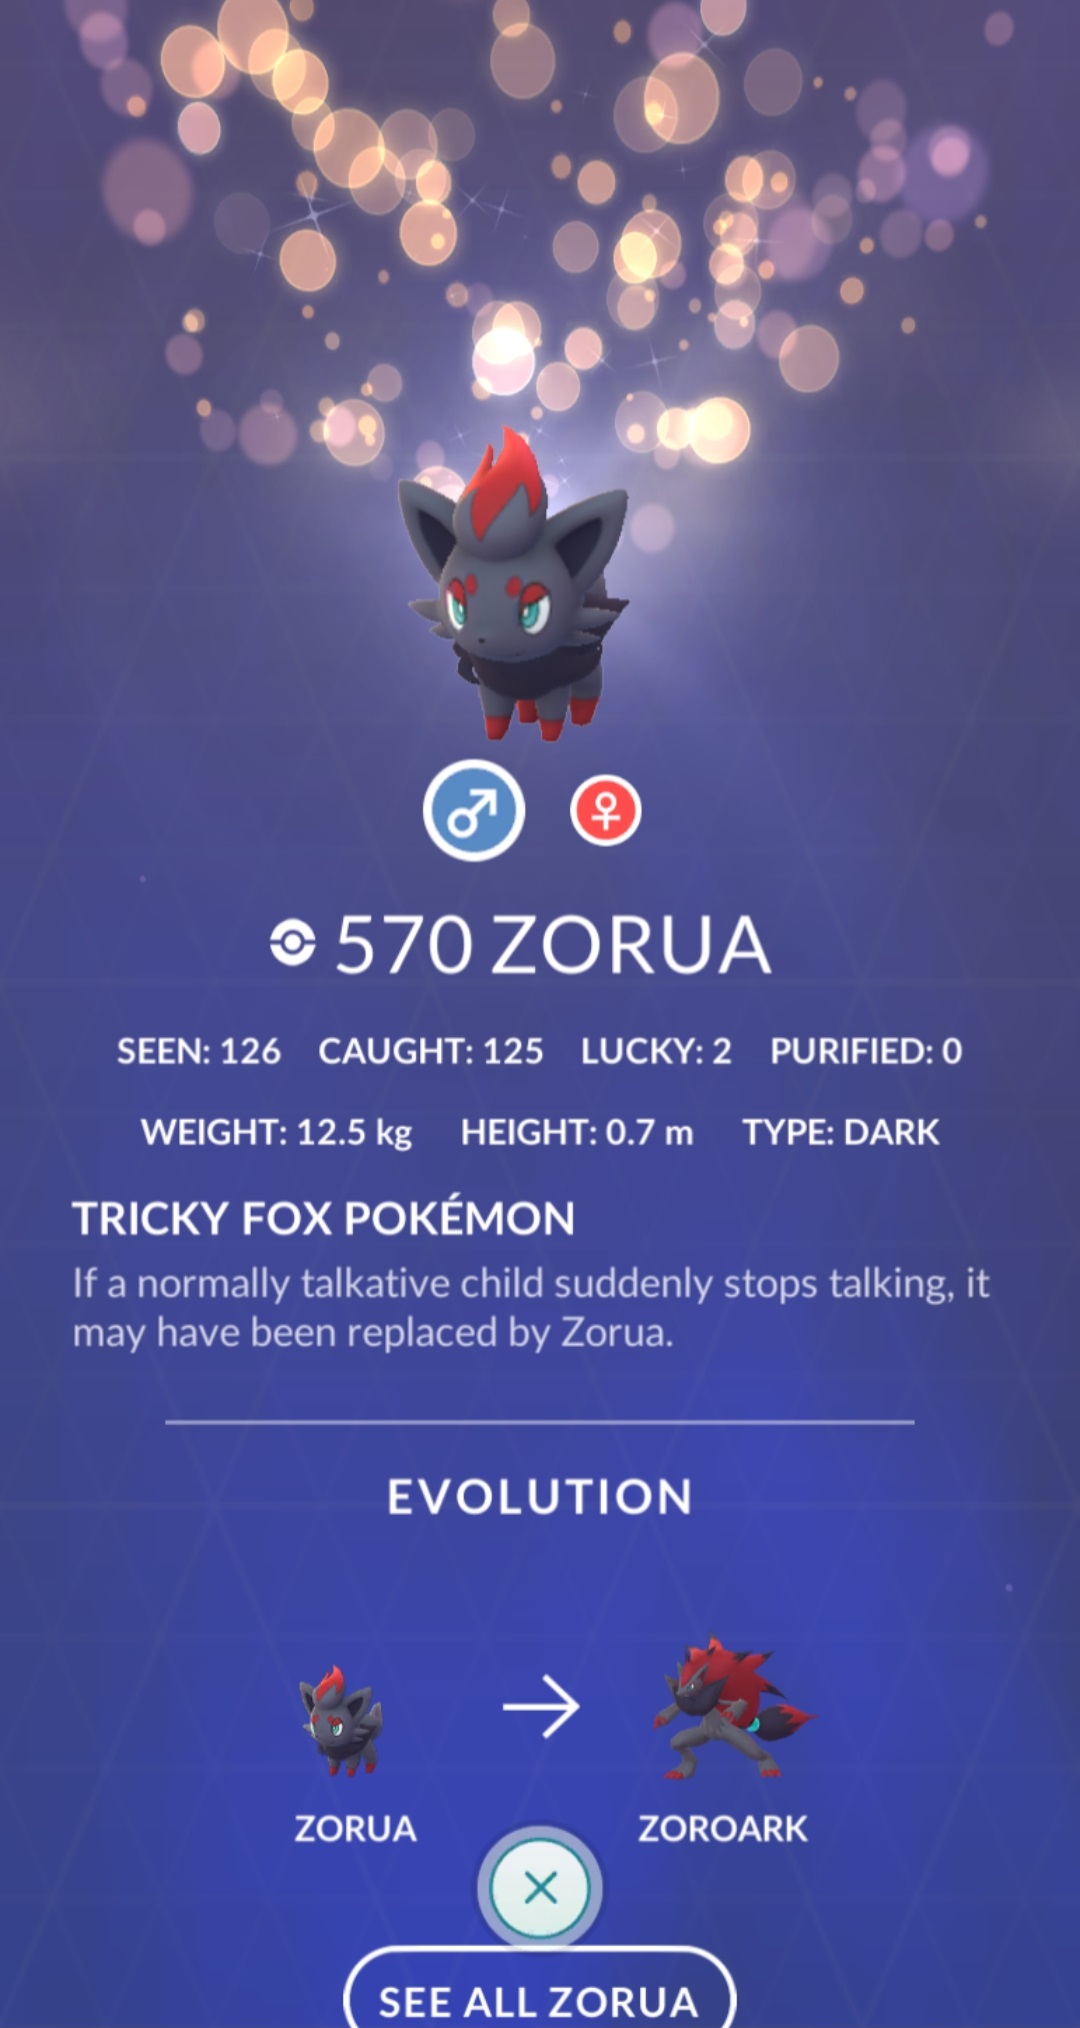 570 ZORUA
SEEN: 126 CAUGHT: 125 LUCKY: 2 PURIFIED: 0
WEIGHT: 12.5 kg HEIGHT: 0.7 m TYPE: DARK
TRICKY FOX POKÉMON
If a normally talkative child suddenly stops talking, it
may have been replaced by Zorua.
EVOLUTION
ZORUA ZOROARK
SEE ALL ZORUA